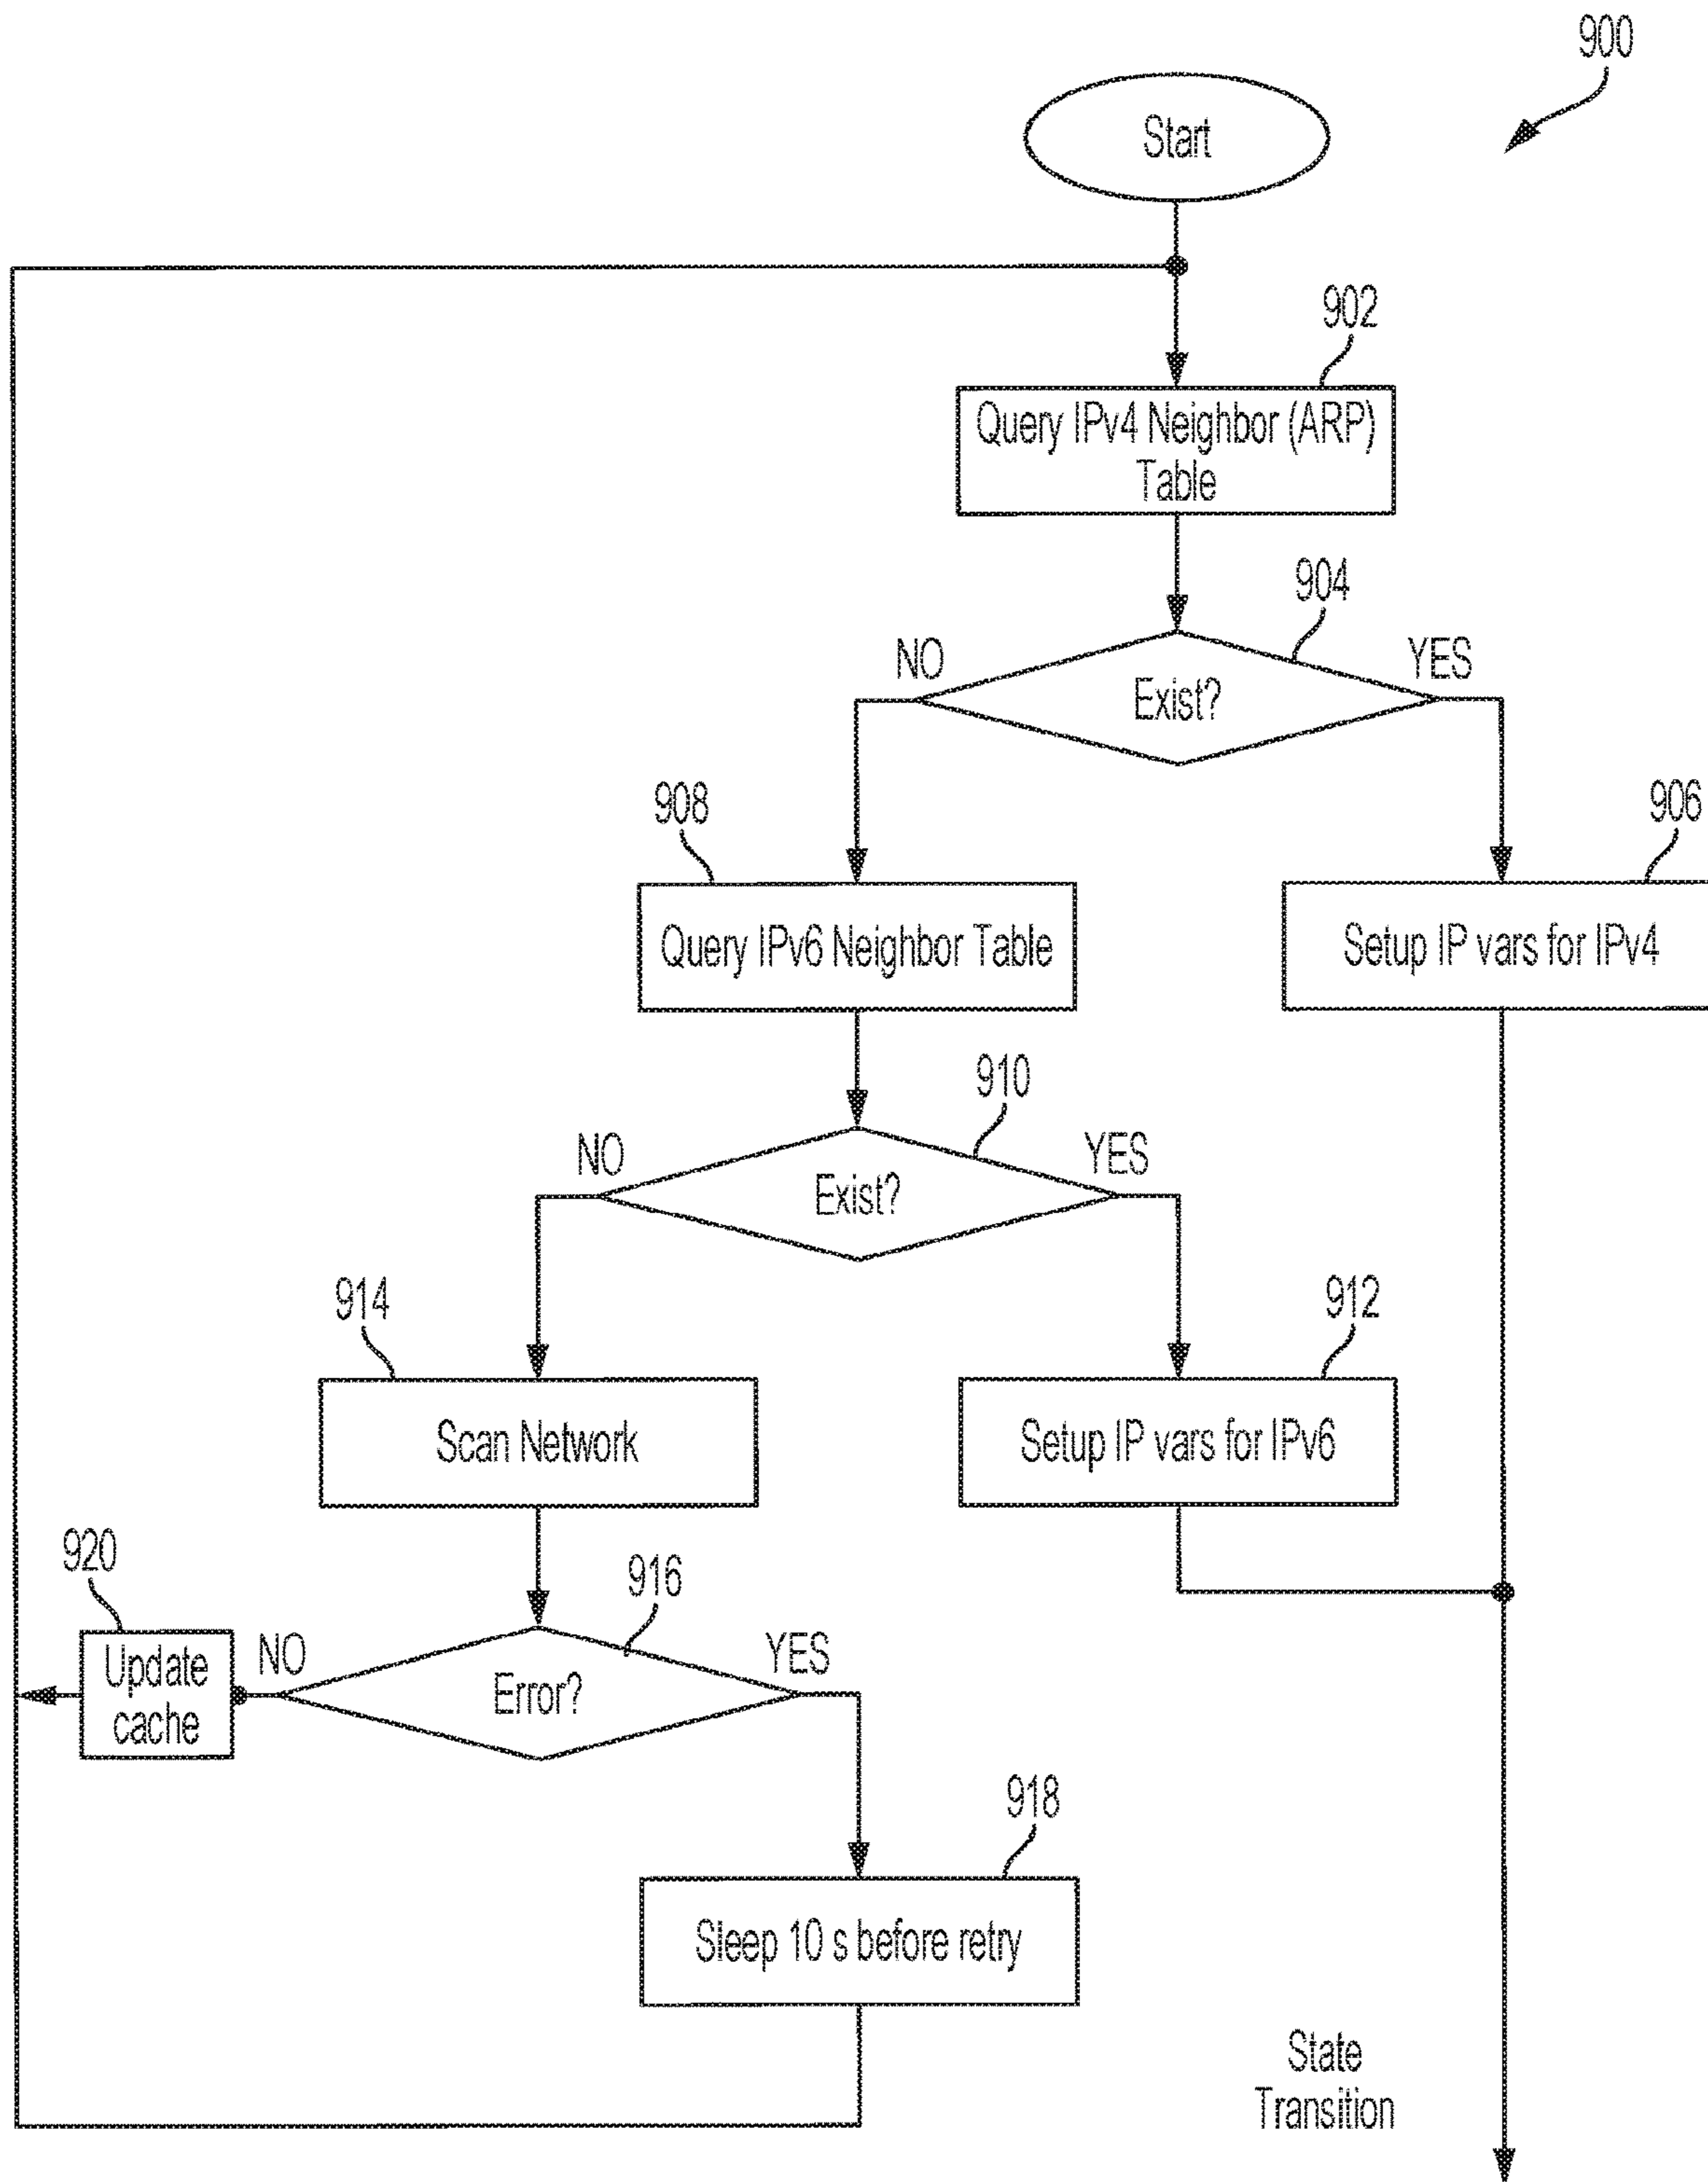 900
Start
902
Query IPv4 Neighbor (ARP)
Table
904
NO
YES
Exist?
908
906
Query IPv6 Neighbor Table
Setup IP vars for IPv4
910
NO
YES
Exist?
914
912
Scan Network
Setup IP vars for IPv6
920
916
Update
cache
NO
YES
Error?
918
Sleep 10 s before retry
State
Transition